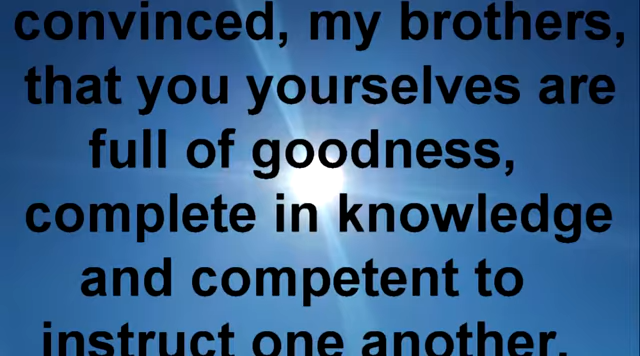 convinced, my brothers,
that you yourselves are
full of goodness,
complete in knowledge
and competent to
instruct one another.